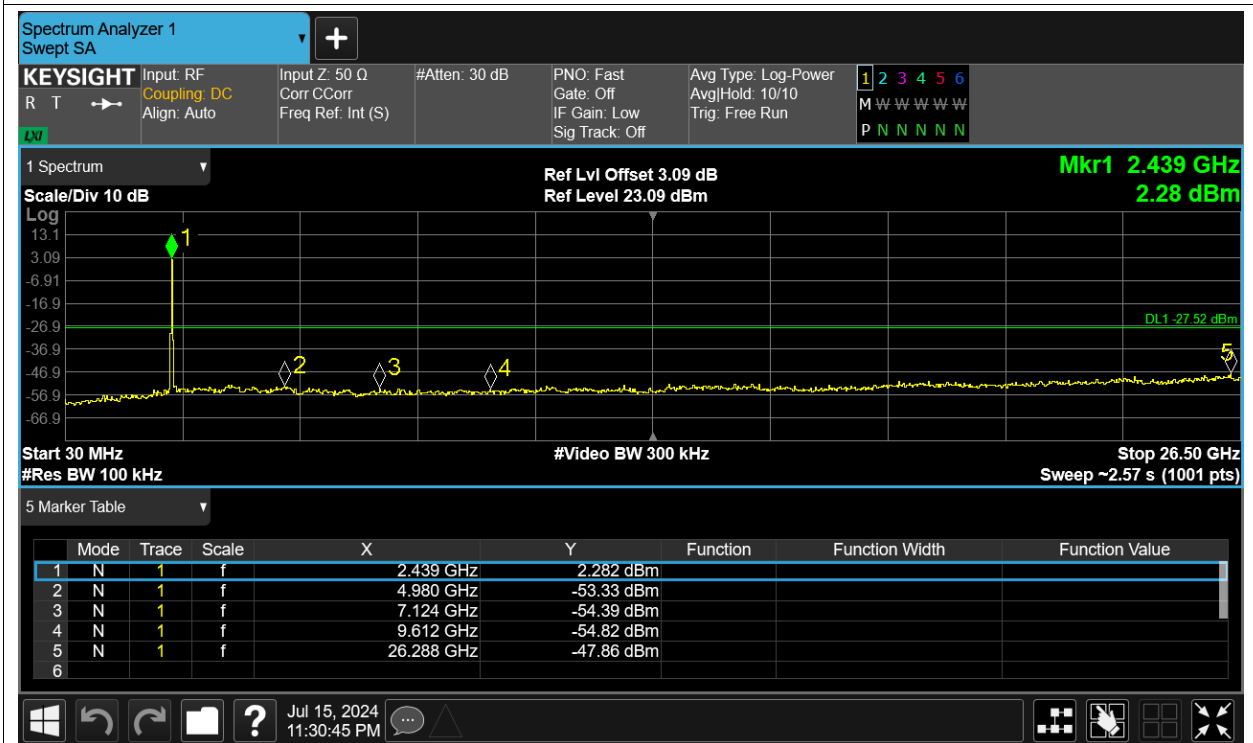 Spectrum Analyzer 1
Swept SA
KEYSIGHT
R T
LXI
Input: RF
Coupling: DC
Align: Auto
Input Z: 50 Ω
Corr CCorr
Freq Ref: Int (S)
#Atten: 30 dB
PNO: Fast
Gate: Off
IF Gain: Low
Sig Track: Off
Avg Type: Log-Power
Avg|Hold: 10/10
Trig: Free Run
1 2 3 4 5 6
M W W W W W
P N N N N N
1 Spectrum
Scale/Div 10 dB
Ref Lvl Offset 3.09 dB
Ref Level 23.09 dBm
Mkr1 2.439 GHz
2.28 dBm
Log
13.1
3.09
-6.91
-16.9
-26.9
-36.9
-46.9
-56.9
-66.9
1
2
3
4
5
DL1 -27.52 dBm
Start 30 MHz
#Res BW 100 kHz
#Video BW 300 kHz
Stop 26.50 GHz
Sweep ~2.57 s (1001 pts)
5 Marker Table
Mode Trace Scale X Y Function Function Width Function Value
1 N 1 f 2.439 GHz 2.282 dBm
2 N 1 f 4.980 GHz -53.33 dBm
3 N 1 f 7.124 GHz -54.39 dBm
4 N 1 f 9.612 GHz -54.82 dBm
5 N 1 f 26.288 GHz -47.86 dBm
6
?
Jul 15, 2024
11:30:45 PM